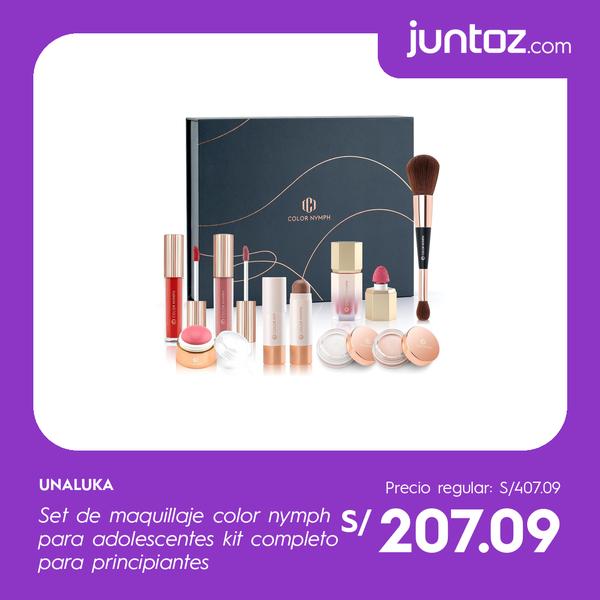 juntoz.com
COLOR NYMPH
UNALUKA
Precio regular: S/407.09
Set de maquillaje color nymph
para adolescentes kit completo
para principiantes
S/ 207.09